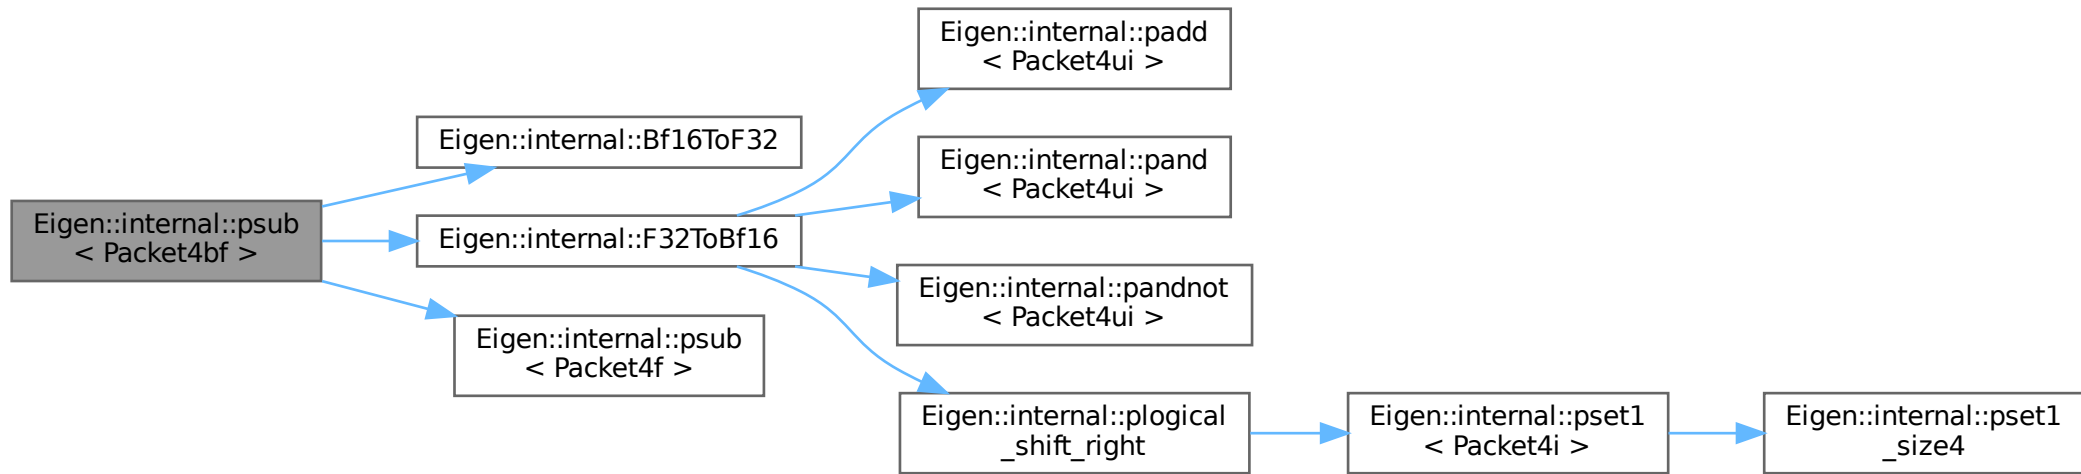 Eigen::internal::psub
< Packet4bf >
Eigen::internal::Bf16ToF32
Eigen::internal::F32ToBf16
Eigen::internal::psub
< Packet4f >
Eigen::internal::padd
< Packet4ui >
Eigen::internal::pand
< Packet4ui >
Eigen::internal::pandnot
< Packet4ui >
Eigen::internal::plogical
_shift_right
Eigen::internal::pset1
< Packet4i >
Eigen::internal::pset1
_size4